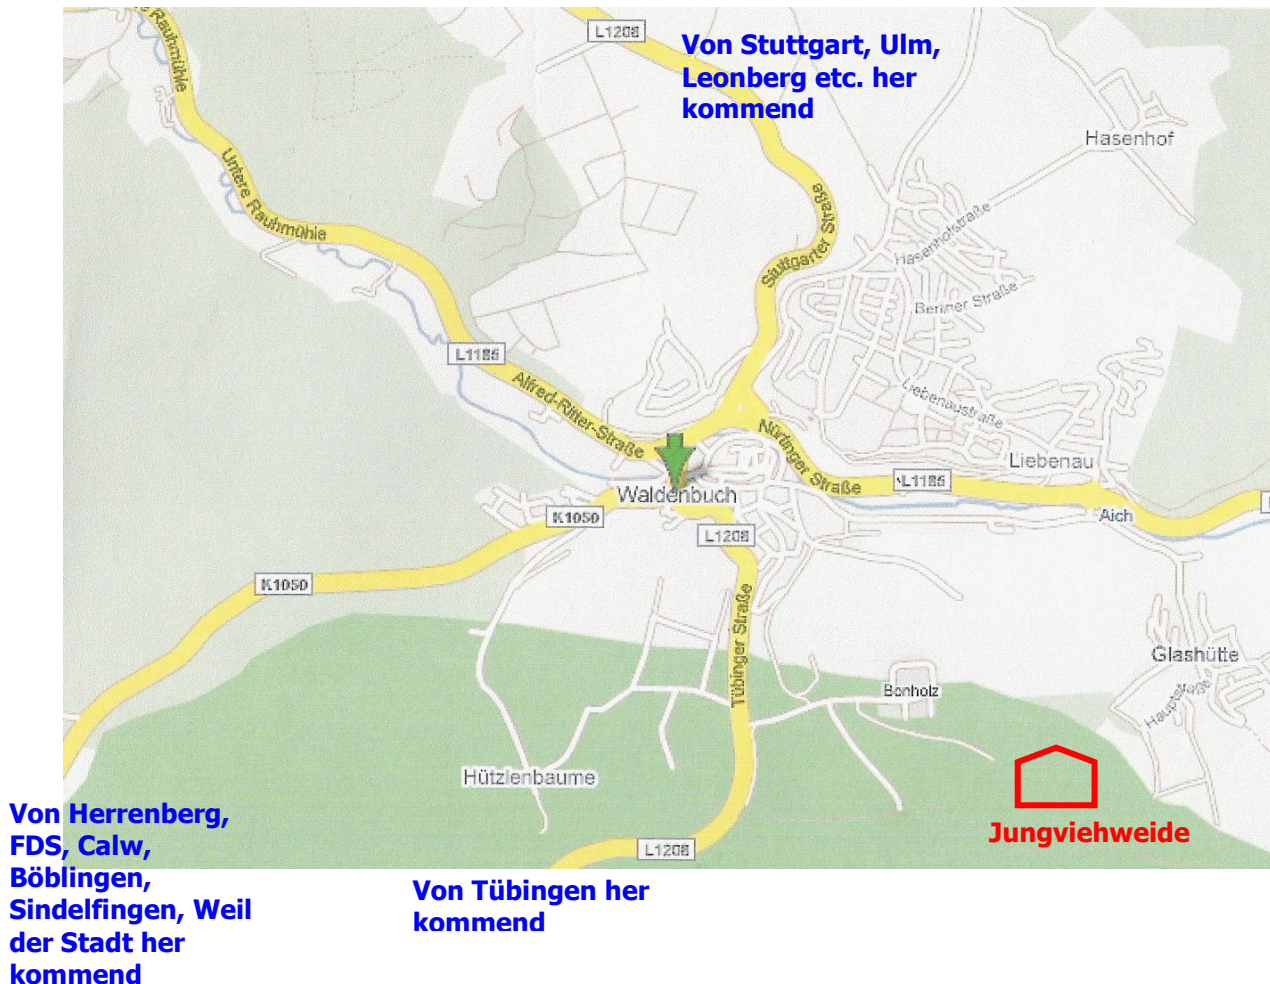 e Rauhmühle
L1208
Von Stuttgart, Ulm,
Leonberg etc. her
kommend
Hasenhof
Untere Rauhmühle
Stuttgarter Straße
Hasenhofstraße
Berliner Straße
L1185
Alfred-Ritter-Straße
Liebenaustraße
Nürtinger Straße
Liebenau
L1185
Waldenbuch
K1050
Aich
L1208
K1050
Tübinger Straße
Glashütte
Hauptstraße
Bonholz
Hützlenbaume
Jungviehweide
L1208
Von Herrenberg,
FDS, Calw,
Böblingen,
Sindelfingen, Weil
der Stadt her
kommend
Von Tübingen her
kommend